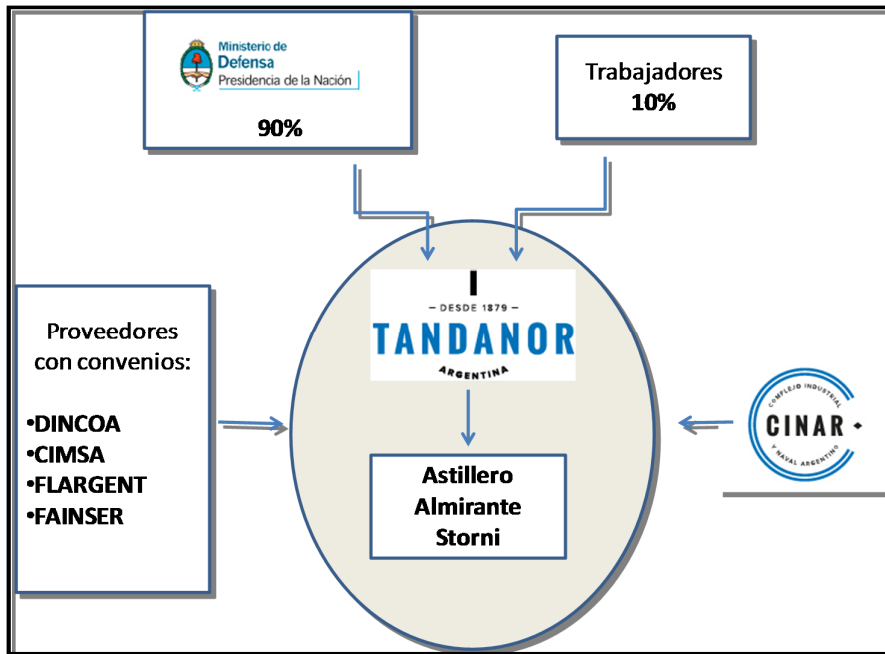 Ministerio de
Defensa
Presidencia de la Nación
90%
Trabajadores
10%
Proveedores
con convenios:
•DINCOA
•CIMSA
•FLARGENT
•FAINSER
– DESDE 1879 –
TANDANOR
ARGENTINA
Astillero
Almirante
Storni
COMPLEJO INDUSTRIAL
CINAR
Y NAVAL ARGENTINO